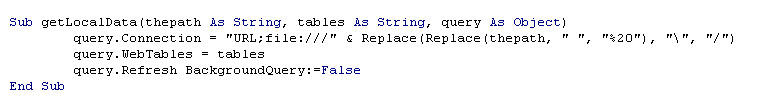 Sub getLocalData(thepath As String, tables As String, query As Object)
query.Connection = "URL;file:///" & Replace(Replace(thepath, " ", "%20"), "\", "/")
query.WebTables = tables
query.Refresh BackgroundQuery:=False
End Sub